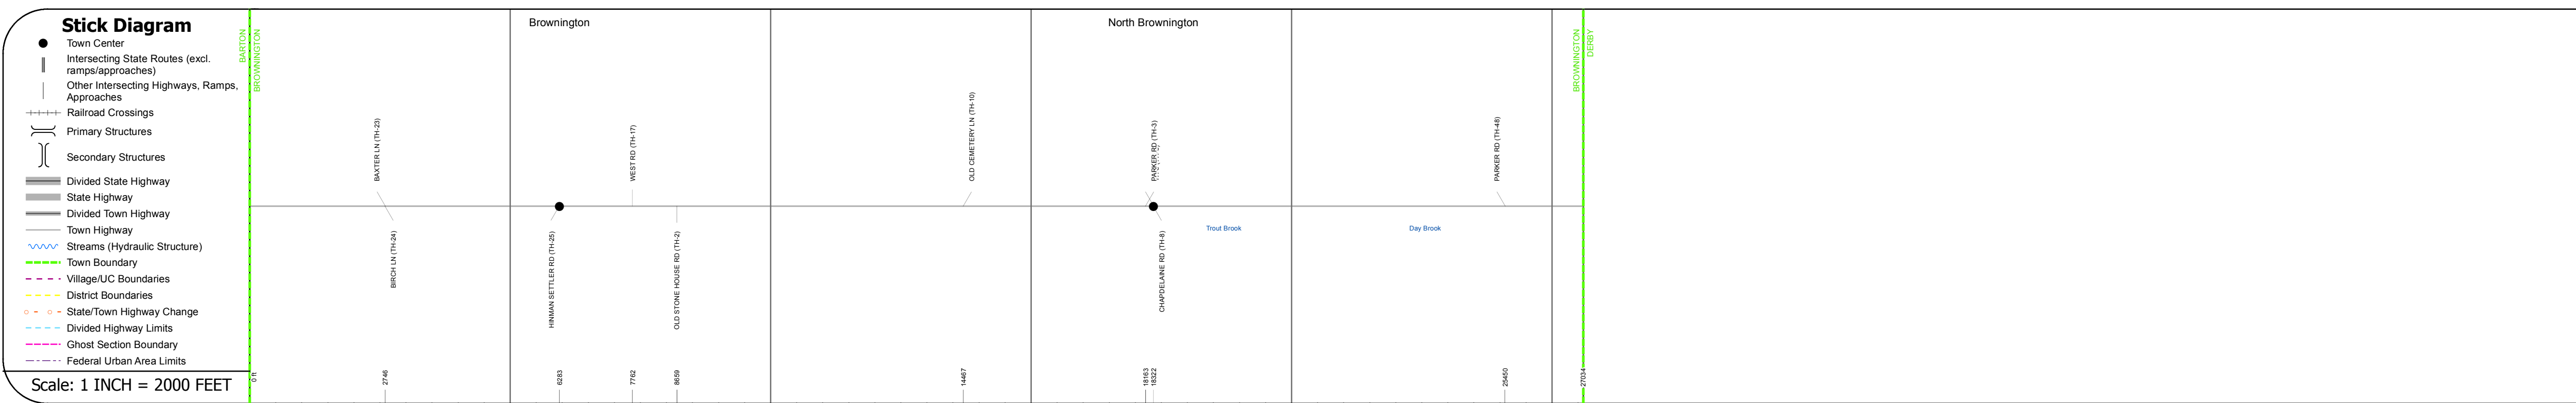 Stick Diagram
Town Center
Intersecting State Routes (excl.
ramps/approaches)
Other Intersecting Highways, Ramps,
Approaches
Railroad Crossings
Primary Structures
Secondary Structures
Divided State Highway
State Highway
Divided Town Highway
Town Highway
Streams (Hydraulic Structure)
Town Boundary
Village/UC Boundaries
District Boundaries
State/Town Highway Change
Divided Highway Limits
Ghost Section Boundary
Federal Urban Area Limits
Scale: 1 INCH = 2000 FEET
BARTON
BROWNINGTON
Brownington
North Brownington
BROWNINGTON
DERBY
BAXTER LN (TH-23)
WEST RD (TH-17)
OLD CEMETERY LN (TH-10)
PARKER RD (TH-3)
PARKER RD (TH-48)
BIRCH LN (TH-24)
HINMAN SETTLER RD (TH-25)
OLD STONE HOUSE RD (TH-2)
CHAPDELAINE RD (TH-8)
Trout Brook
Day Brook
0 ft
2746
6283
7762
8659
14467
18163
18322
25450
27034